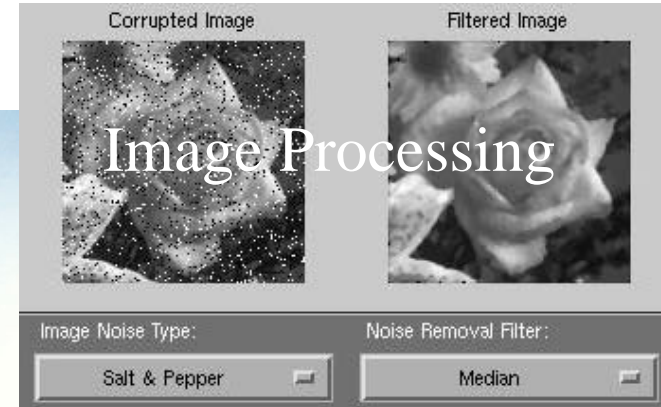 Corrupted Image
Filtered Image
Image Processing
Image Noise Type:
Noise Removal Filter:
Salt & Pepper
Median